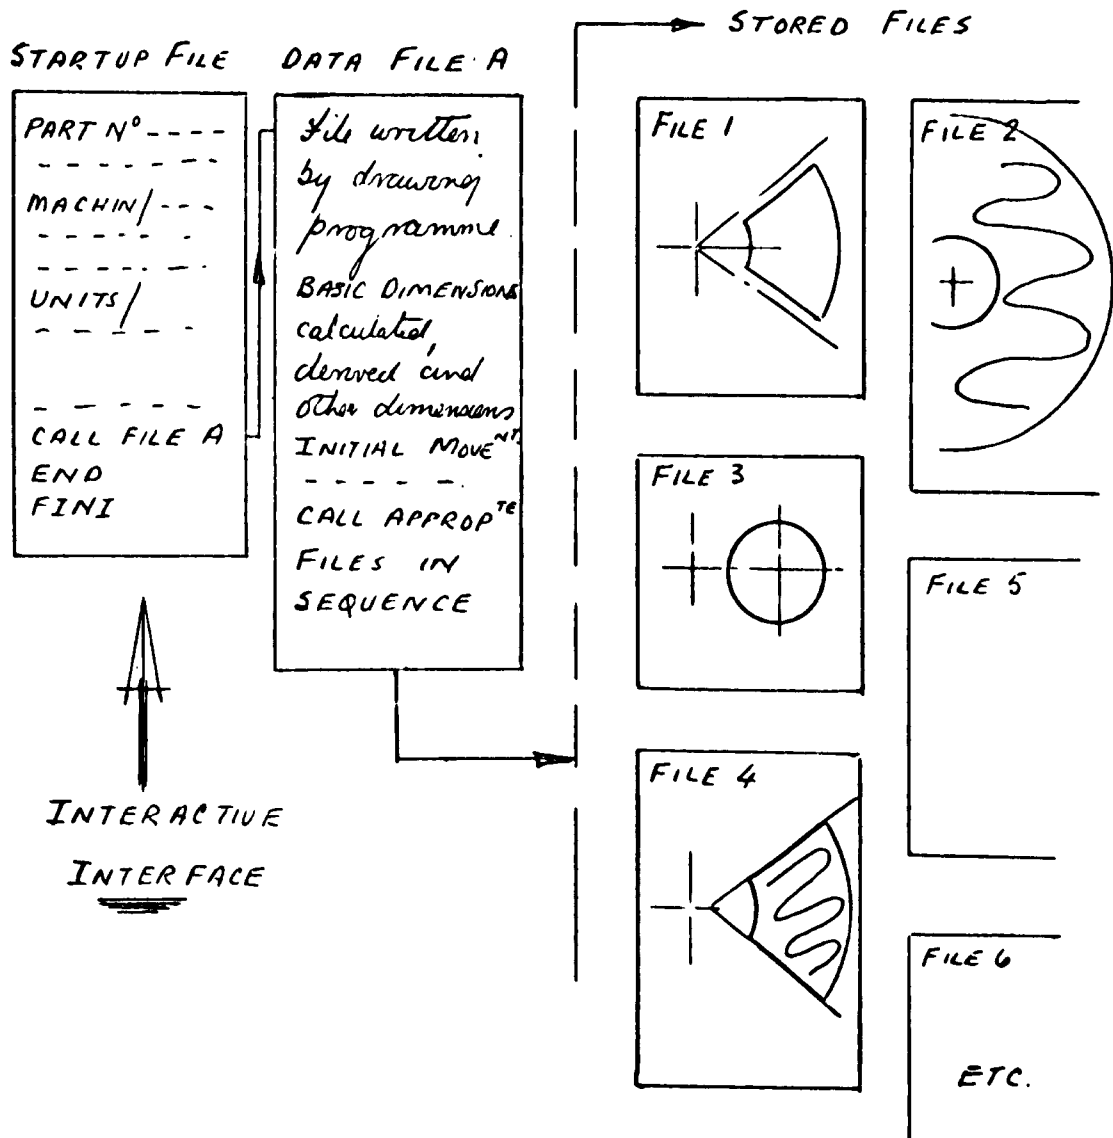 STARTUP FILE
PART Nº ----
MACHIN/ ---
UNITS/
CALL FILE A
END
FINI
INTERACTIVE
INTERFACE
DATA FILE A
File written
by drawing
programme
BASIC DIMENSIONS
calculated,
derived and
other dimensions
INITIAL MOVENT
CALL APPROPTE
FILES IN
SEQUENCE
STORED FILES
FILE 1
FILE 2
FILE 3
FILE 4
FILE 5
FILE 6
ETC.